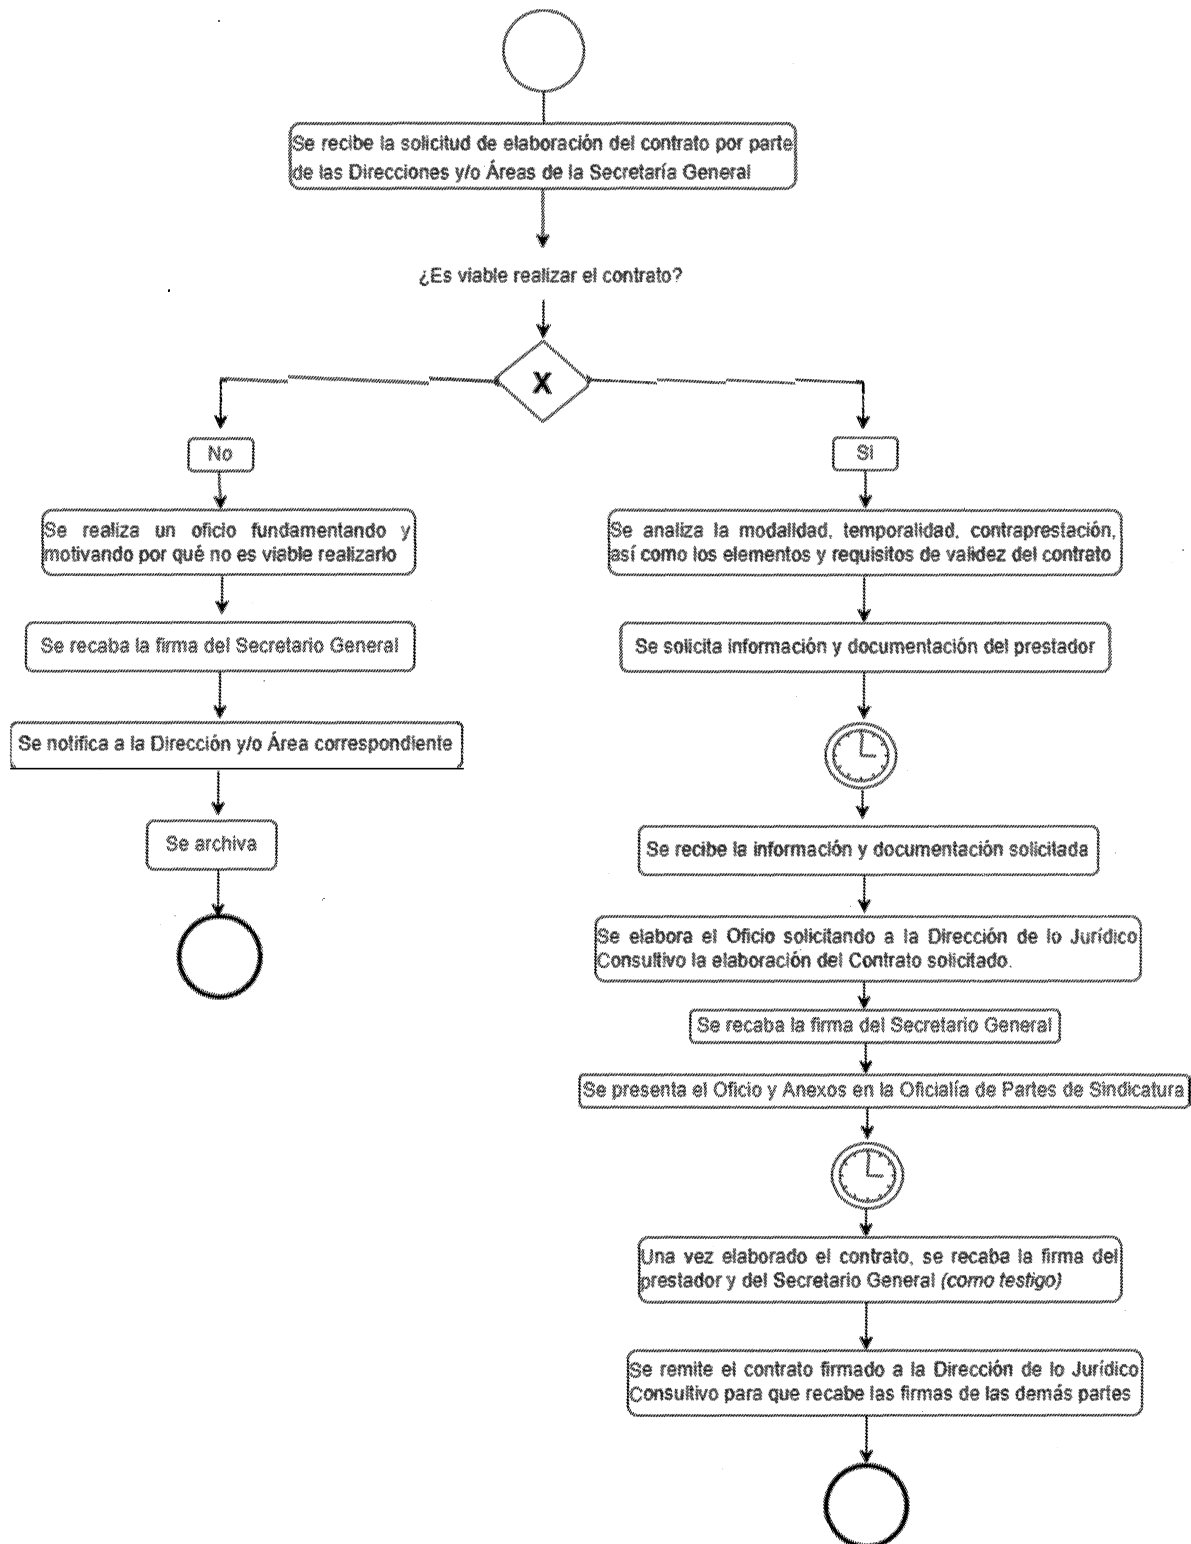 Se recibe la solicitud de elaboración del contrato por parte
de las Direcciones y/o Áreas de la Secretaría General
¿Es viable realizar el contrato?
X
No
Se realiza un oficio fundamentando y
motivando por qué no es viable realizarlo
Se recaba la firma del Secretario General
Se notifica a la Dirección y/o Área correspondiente
Se archiva
Si
Se analiza la modalidad, temporalidad, contraprestación,
así como los elementos y requisitos de validez del contrato
Se solicita información y documentación del prestador
Se recibe la información y documentación solicitada
Se elabora el Oficio solicitando a la Dirección de lo Jurídico
Consultivo la elaboración del Contrato solicitado.
Se recaba la firma del Secretario General
Se presenta el Oficio y Anexos en la Oficialía de Partes de Sindicatura
Una vez elaborado el contrato, se recaba la firma del
prestador y del Secretario General (como testigo)
Se remite el contrato firmado a la Dirección de lo Jurídico
Consultivo para que recabe las firmas de las demás partes